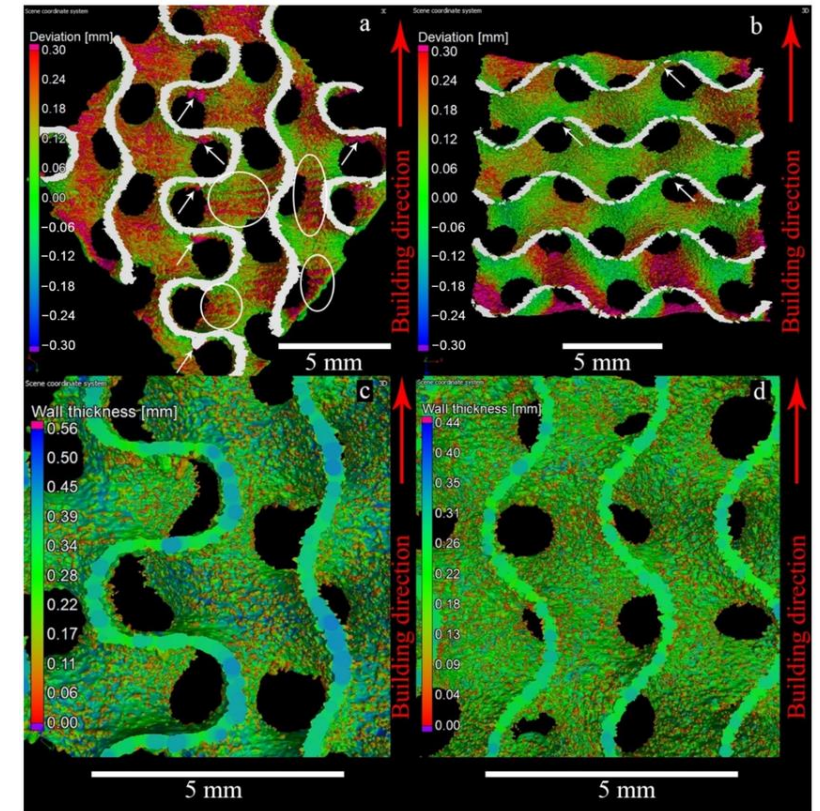 Scene coordinate system
a
Deviation [mm]
0.30
0.24
0.18
0.12
0.06
0.00
−0.06
−0.12
−0.18
−0.24
−0.30
Building direction
5 mm
Scene coordinate system
3D
b
Deviation [mm]
0.30
0.24
0.18
0.12
0.06
0.00
−0.06
−0.12
−0.18
−0.24
−0.30
Building direction
5 mm
Scene coordinate system
3D
c
Wall thickness [mm]
0.56
0.50
0.45
0.39
0.34
0.28
0.22
0.17
0.11
0.06
0.00
Building direction
5 mm
Scene coordinate system
d
Wall thickness [mm]
0.44
0.40
0.35
0.31
0.26
0.22
0.18
0.13
0.09
0.04
0.00
Building direction
5 mm